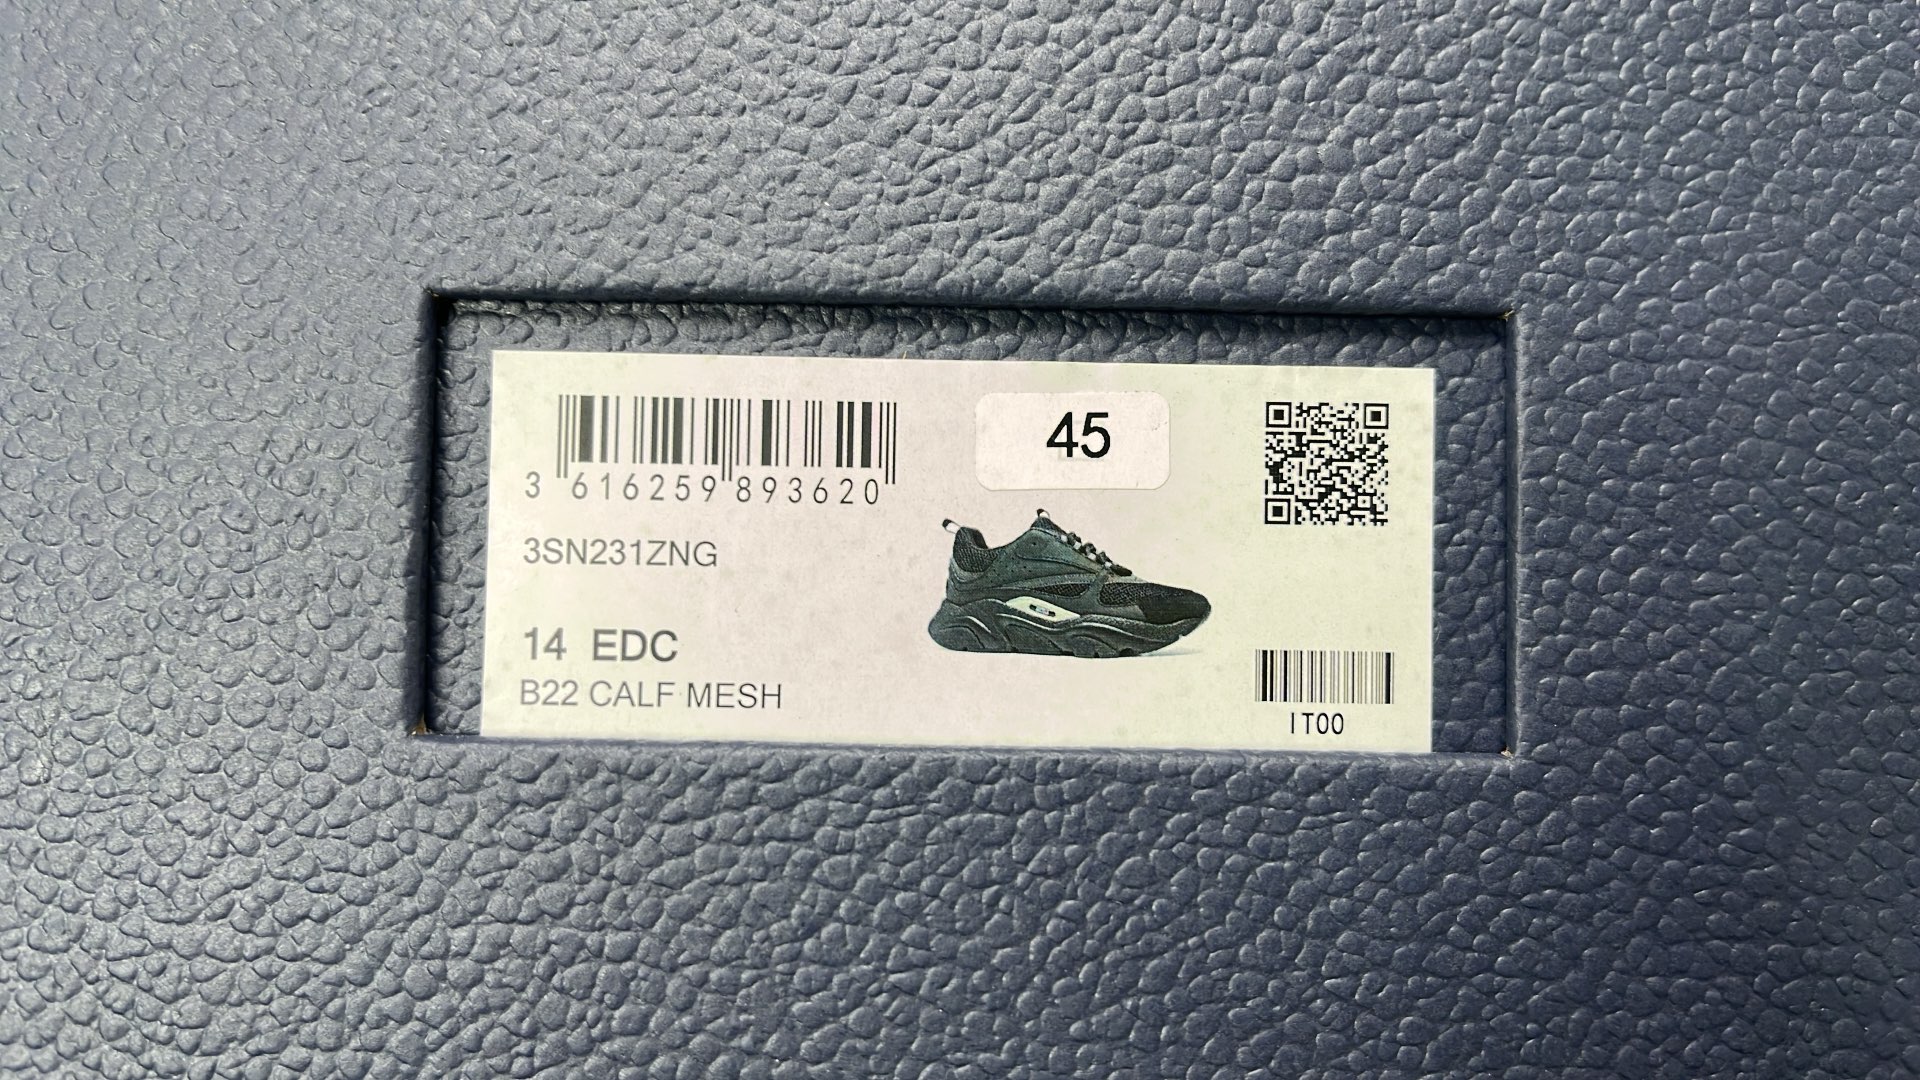 3 616259 893620
45
3SN231ZNG
14 EDC
B22 CALF MESH
IT00